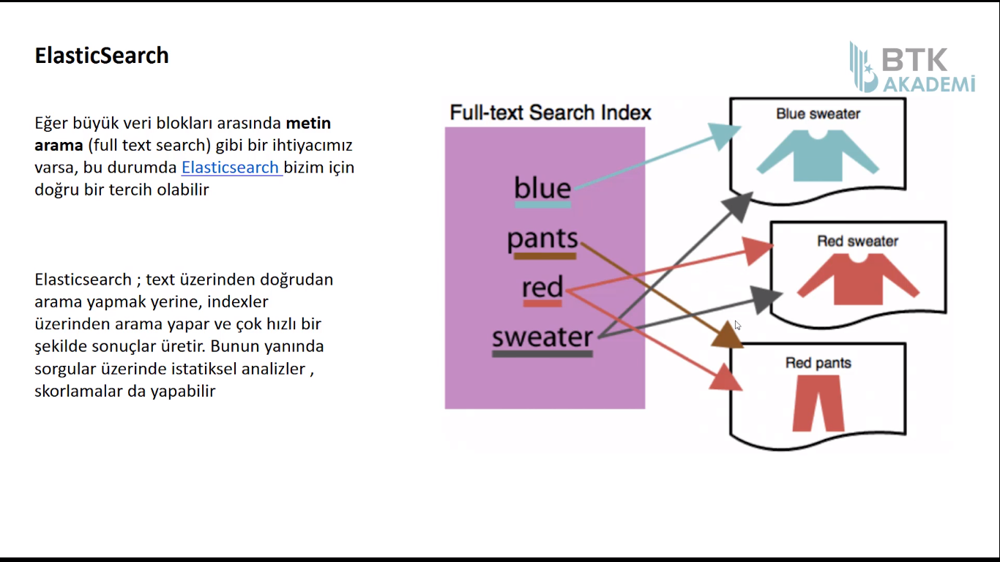 ElasticSearch
BTK
AKADEMİ
Eğer büyük veri blokları arasında metin
arama (full text search) gibi bir ihtiyacımız
varsa, bu durumda Elasticsearch bizim için
doğru bir tercih olabilir
Elasticsearch ; text üzerinden doğrudan
arama yapmak yerine, indexler
üzerinden arama yapar ve çok hızlı bir
şekilde sonuçlar üretir. Bunun yanında
sorgular üzerinde istatiksel analizler ,
skorlamalar da yapabilir
Full-text Search Index
blue
pants
red
sweater
Blue sweater
Red sweater
Red pants